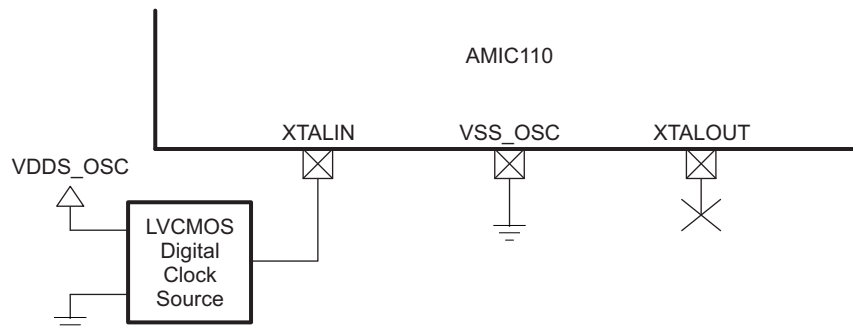 AMIC110
XTALIN
VSS_OSC
XTALOUT
VDDS_OSC
LVCMOS
Digital
Clock
Source